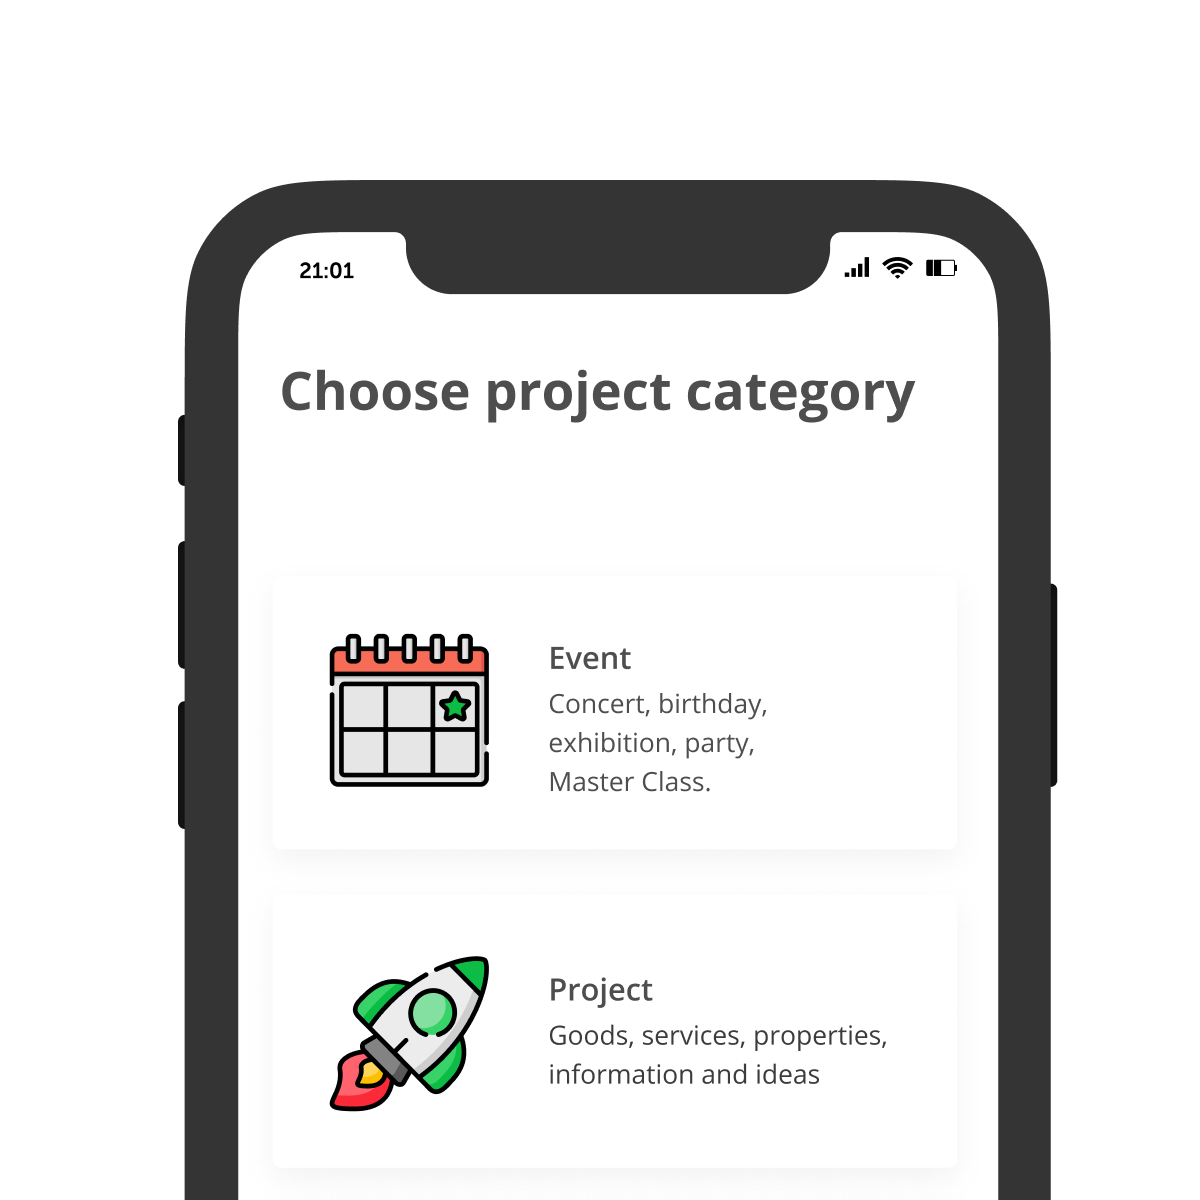 21:01
Choose project category
Event
Concert, birthday,
exhibition, party,
Master Class.
Project
Goods, services, properties,
information and ideas